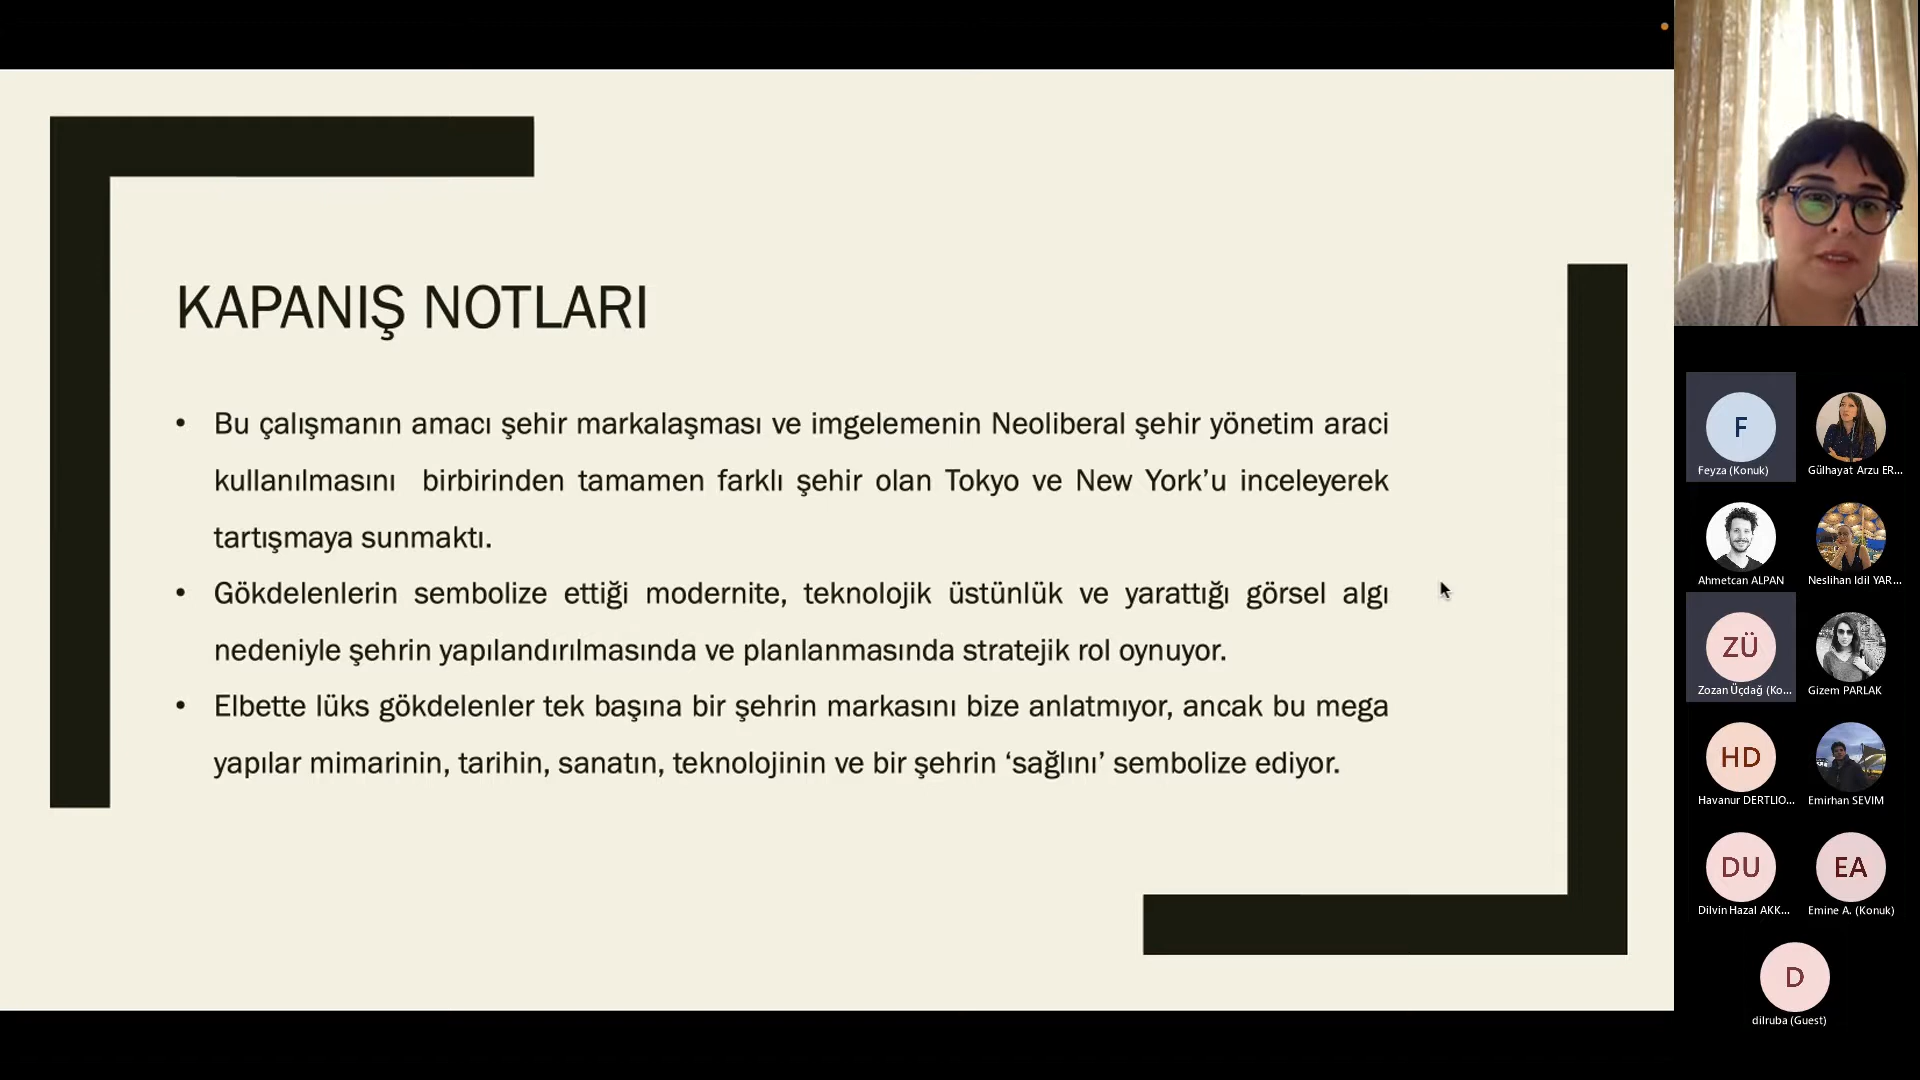 KAPANIŞ NOTLARI
• Bu çalışmanın amacı şehir markalaşması ve imgelemenin Neoliberal şehir yönetim araci
kullanılmasını birbirinden tamamen farklı şehir olan Tokyo ve New York’u inceleyerek
tartışmaya sunmaktı.
• Gökdelenlerin sembolize ettiği modernite, teknolojik üstünlük ve yarattığı görsel algı
nedeniyle şehrin yapılandırılmasında ve planlanmasında stratejik rol oynuyor.
• Elbette lüks gökdelenler tek başına bir şehrin markasını bize anlatmıyor, ancak bu mega
yapılar mimarinin, tarihin, sanatın, teknolojinin ve bir şehrin ‘sağlını’ sembolize ediyor.
F
Feyza (Konuk)
Gülhayat Arzu ER...
Ahmetcan ALPAN
Neslihan Idil YAR...
ZÜ
Zozan Üçdağ (Ko...
Gizem PARLAK
HD
Havanur DERTLIO...
Emirhan SEVIM
DU
Dilvin Hazal AKK...
EA
Emine A. (Konuk)
D
dilruba (Guest)